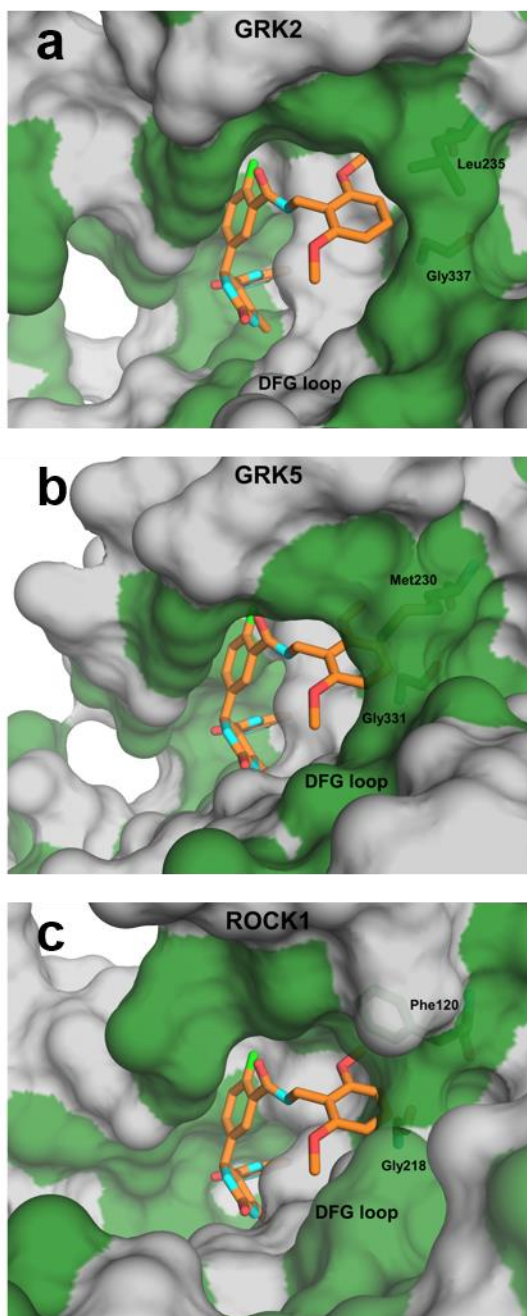 a
GRK2
Leu235
Gly337
DFG loop
b
GRK5
Met230
Gly331
DFG loop
c
ROCK1
Phe120
Gly218
DFG loop